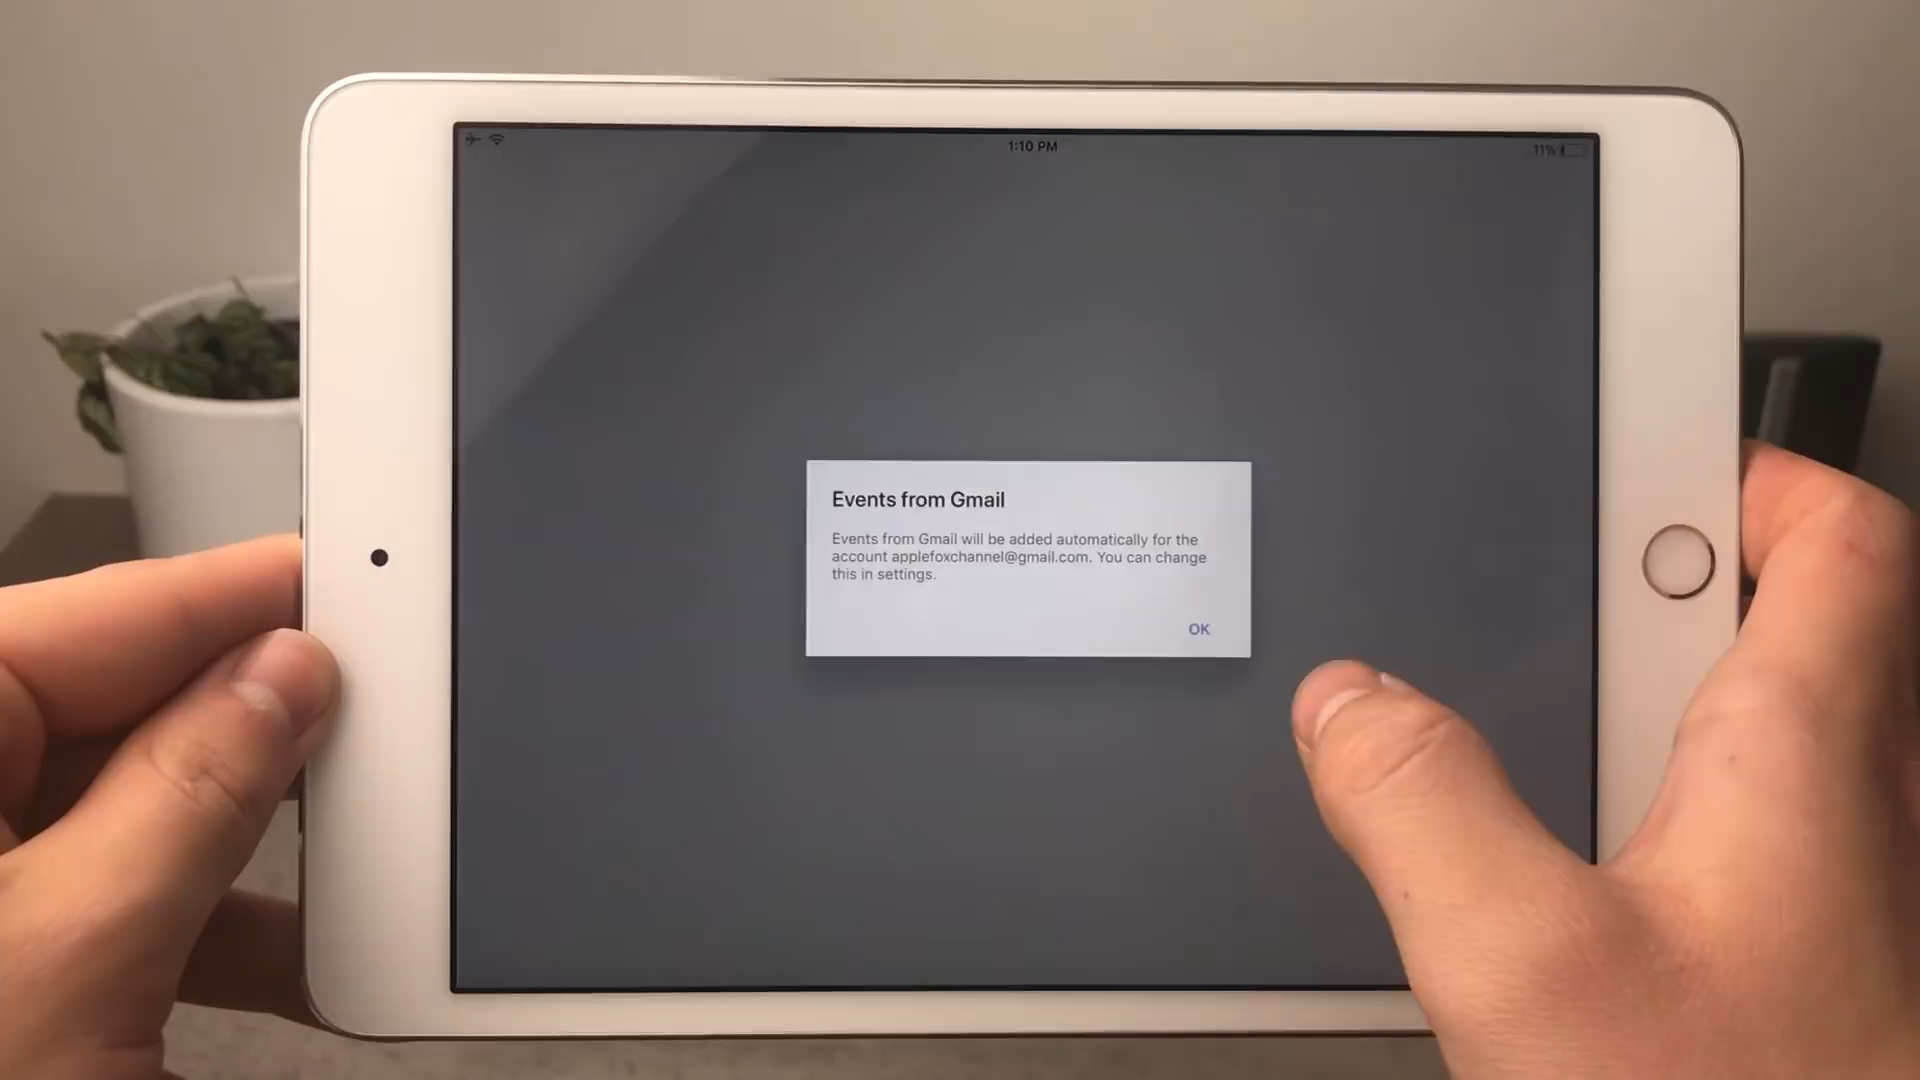 1:10 PM
11%
Events from Gmail
Events from Gmail will be added automatically for the
account applefoxchannel@gmail.com. You can change
this in settings.
OK